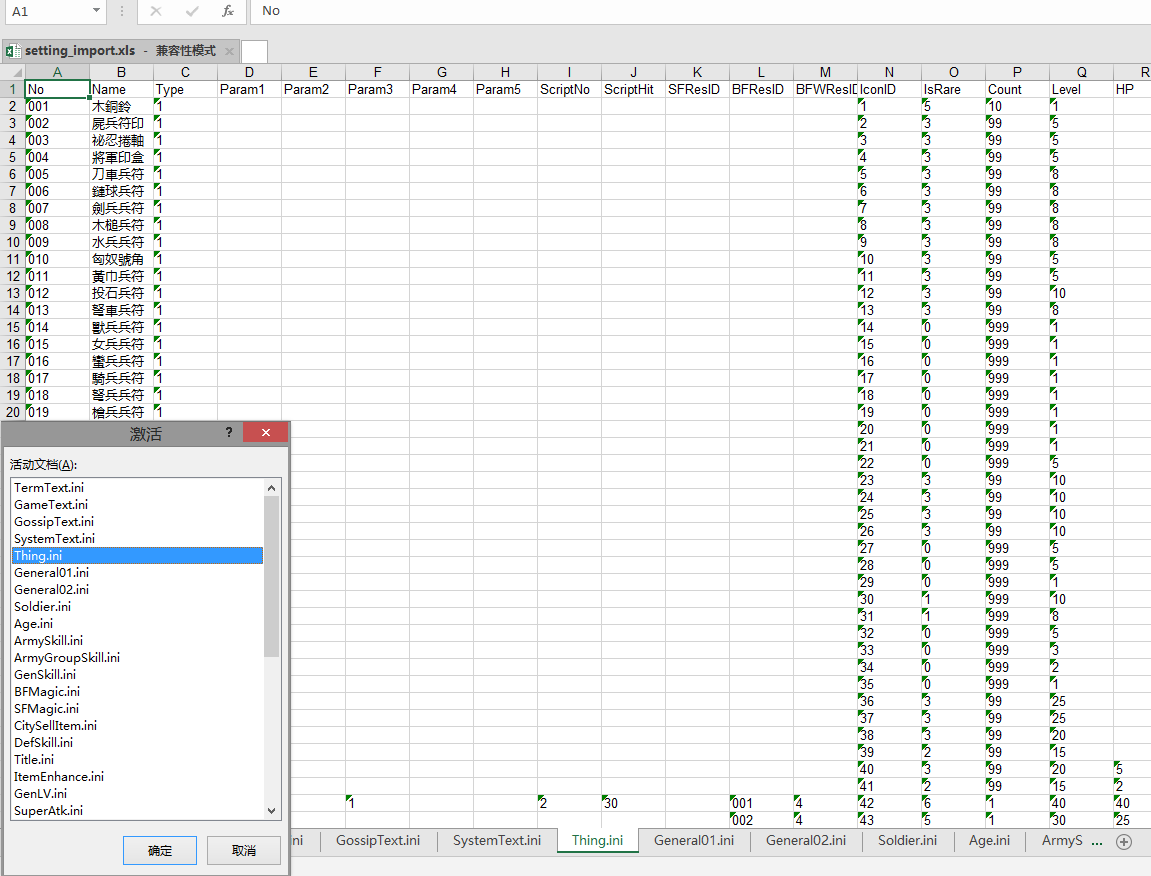 A1 No
setting_import.xls - 兼容性模式
A B C D E F G H I J K L M N O P Q R
1 No Name Type Param1 Param2 Param3 Param4 Param5 ScriptNo ScriptHit SFResID BFResID BFWResID IconID IsRare Count Level HP
2 001 木銅鈴 1 1 5 10 1
3 002 屍兵符印 1 2 3 99 5
4 003 祕忍捲軸 1 3 3 99 5
5 004 將軍印盒 1 4 3 99 5
6 005 刀車兵符 1 5 3 99 8
7 006 鏈球兵符 1 6 3 99 8
8 007 劍兵兵符 1 7 3 99 8
9 008 木槌兵符 1 8 3 99 8
10 009 水兵兵符 1 9 3 99 8
11 010 匈奴號角 1 10 3 99 5
12 011 黃巾兵符 1 11 3 99 5
13 012 投石兵符 1 12 3 99 10
14 013 弩車兵符 1 13 3 99 8
15 014 獸兵兵符 1 14 0 999 1
16 015 女兵兵符 1 15 0 999 1
17 016 蠻兵兵符 1 16 0 999 1
18 017 騎兵兵符 1 17 0 999 1
19 018 弩兵兵符 1 18 0 999 1
20 019 槍兵兵符 1 19 0 999 1
20 0 999 1
21 0 999 1
22 0 999 5
23 3 99 10
24 3 99 10
25 3 99 10
26 3 99 10
27 0 999 5
28 0 999 5
29 0 999 1
30 1 999 10
31 1 999 8
32 0 999 5
33 0 999 3
34 0 999 2
35 0 999 1
36 3 99 25
37 3 99 25
38 3 99 20
39 2 99 15
40 3 99 20 5
41 2 99 15 2
1 2 30 001 4 42 6 1 40 40
002 4 43 5 1 30 25
激活 ?
活动文档(A):
TermText.ini
GameText.ini
GossipText.ini
SystemText.ini
Thing.ini
General01.ini
General02.ini
Soldier.ini
Age.ini
ArmySkill.ini
ArmyGroupSkill.ini
GenSkill.ini
BFMagic.ini
SFMagic.ini
CitySellItem.ini
DefSkill.ini
Title.ini
ItemEnhance.ini
GenLV.ini
SuperAtk.ini
确定 取消
ni GossipText.ini SystemText.ini Thing.ini General01.ini General02.ini Soldier.ini Age.ini ArmyS ...